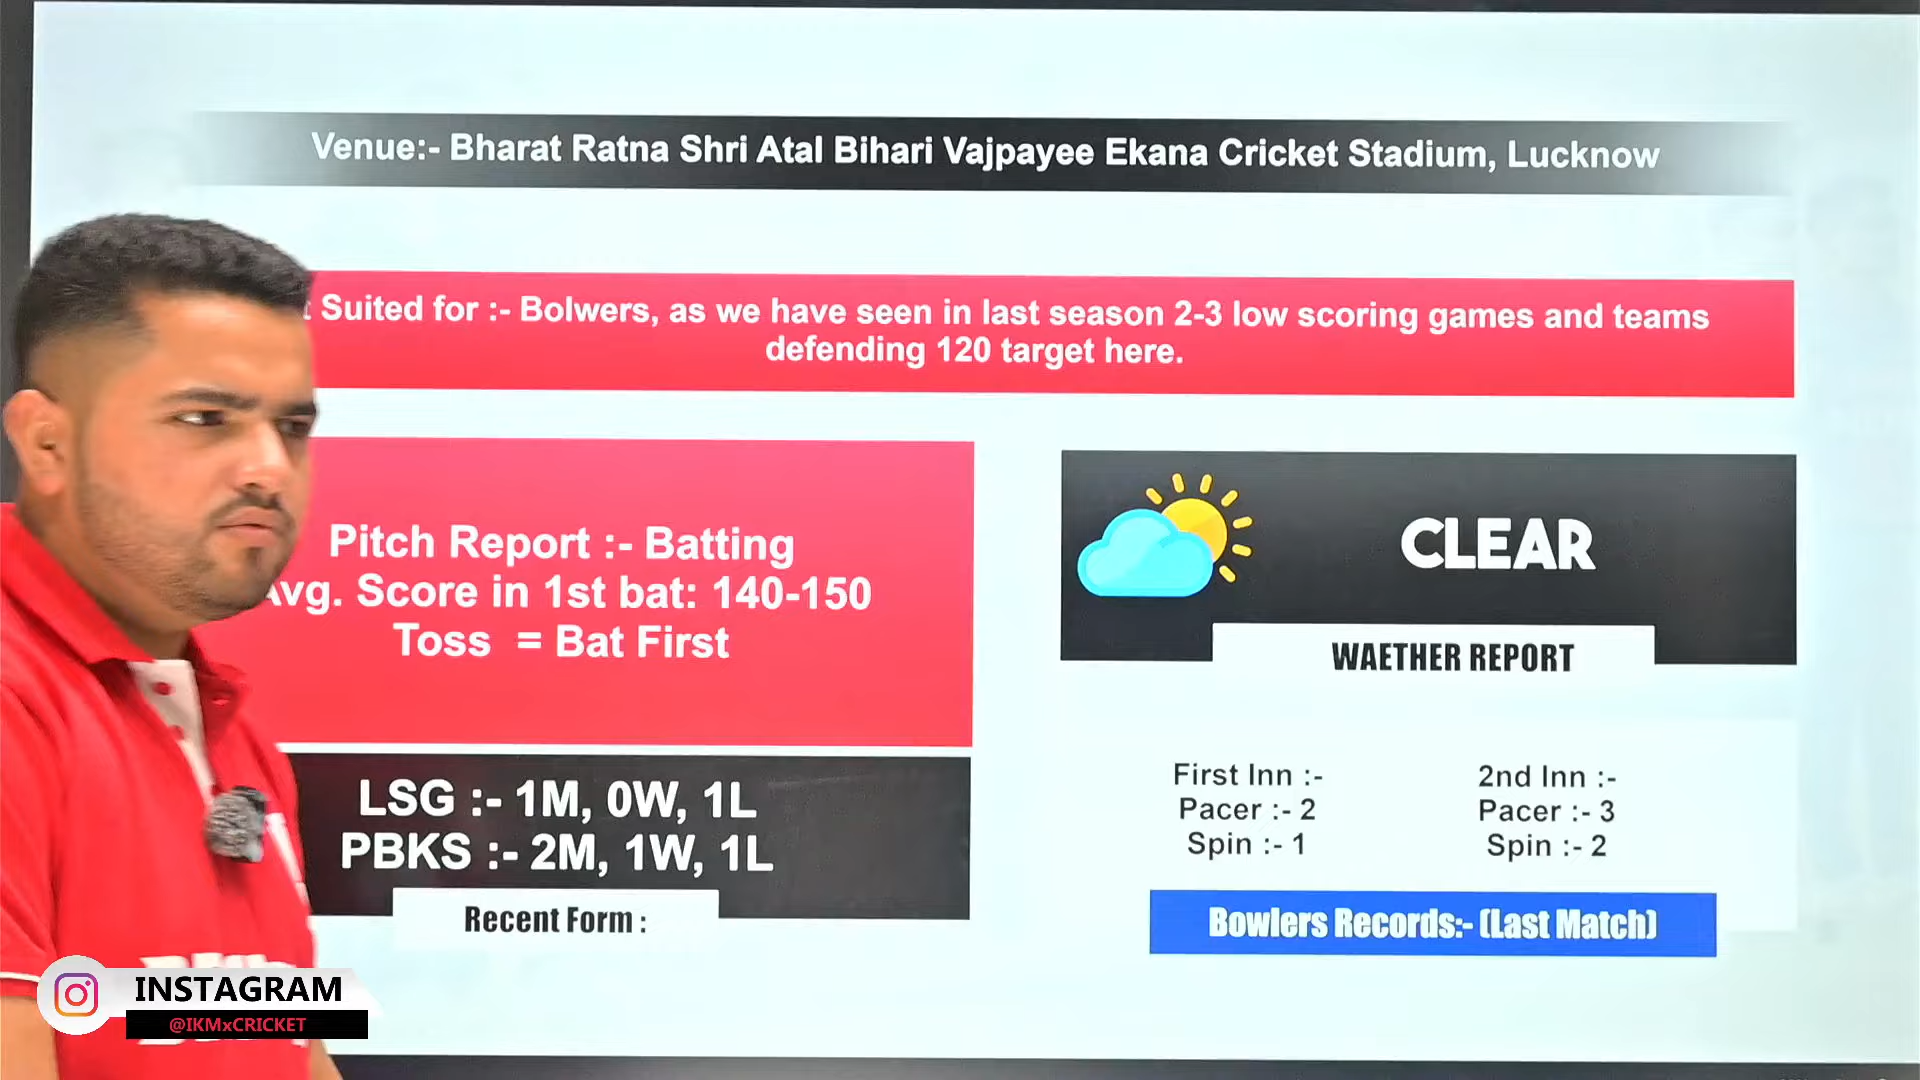 Venue:- Bharat Ratna Shri Atal Bihari Vajpayee Ekana Cricket Stadium, Lucknow
Suited for :- Bolwers, as we have seen in last season 2-3 low scoring games and teams
defending 120 target here.
Pitch Report :- Batting
Avg. Score in 1st bat: 140-150
Toss = Bat First
CLEAR
WAETHER REPORT
LSG :- 1M, 0W, 1L
PBKS :- 2M, 1W, 1L
Recent Form :
First Inn :-
Pacer :- 2
Spin :- 1
2nd Inn :-
Pacer :- 3
Spin :- 2
Bowlers Records:- (Last Match)
INSTAGRAM
@IKMxCRICKET